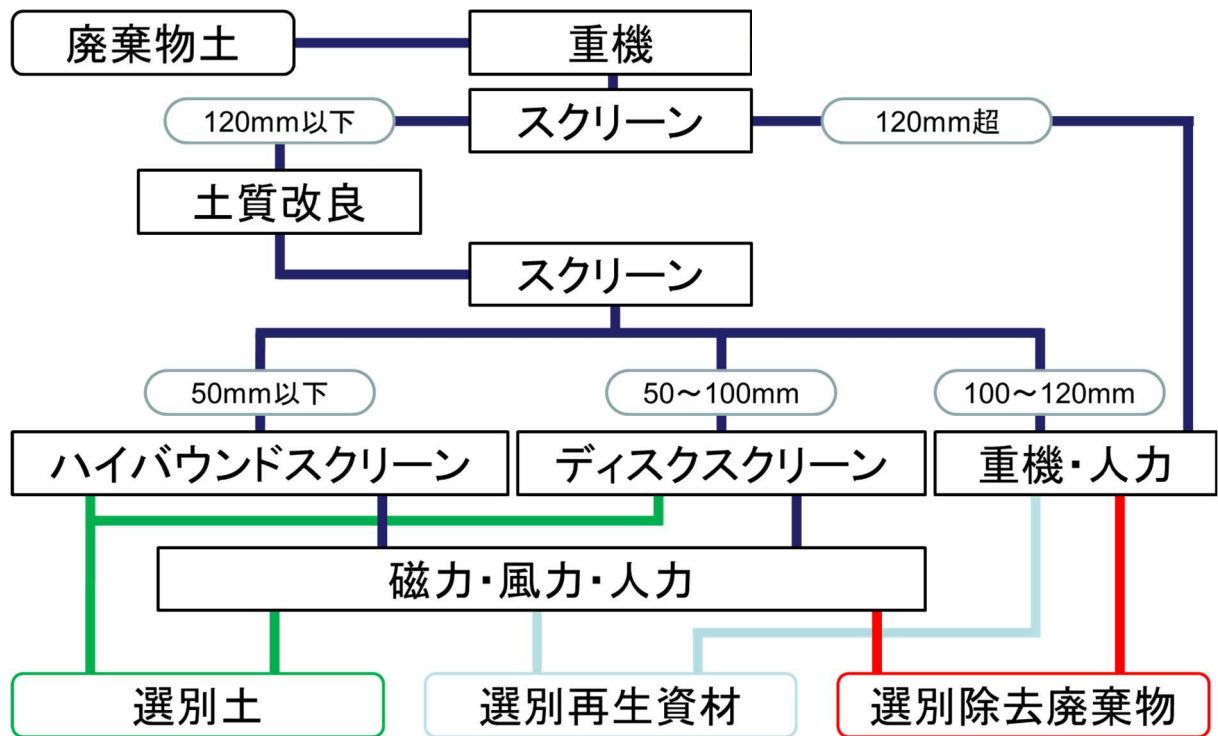 廃棄物土
重機
120mm以下
スクリーン
120mm超
土質改良
スクリーン
50mm以下
50～100mm
100～120mm
ハイバウンドスクリーン
ディスクスクリーン
重機・人力
磁力・風力・人力
選別土
選別再生資材
選別除去廃棄物